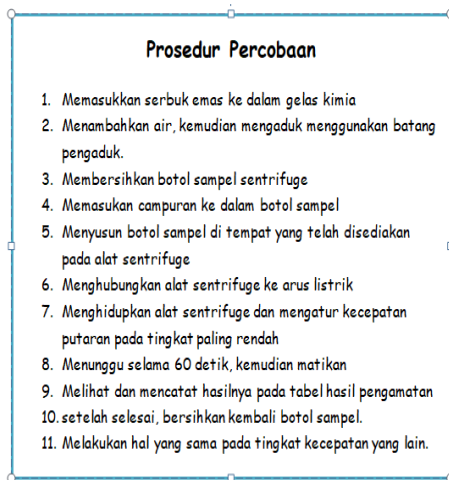 Prosedur Percobaan
1. Memasukkan serbuk emas ke dalam gelas kimia
2. Menambahkan air, kemudian mengaduk menggunakan batang
pengaduk.
3. Membersihkan botol sampel sentrifuge
4. Memasukan campuran ke dalam botol sampel
5. Menyusun botol sampel di tempat yang telah disediakan
pada alat sentrifuge
6. Menghubungkan alat sentrifuge ke arus listrik
7. Menghidupkan alat sentrifuge dan mengatur kecepatan
putaran pada tingkat paling rendah
8. Menunggu selama 60 detik, kemudian matikan
9. Melihat dan mencatat hasilnya pada tabel hasil pengamatan
10. setelah selesai, bersihkan kembali botol sampel.
11. Melakukan hal yang sama pada tingkat kecepatan yang lain.